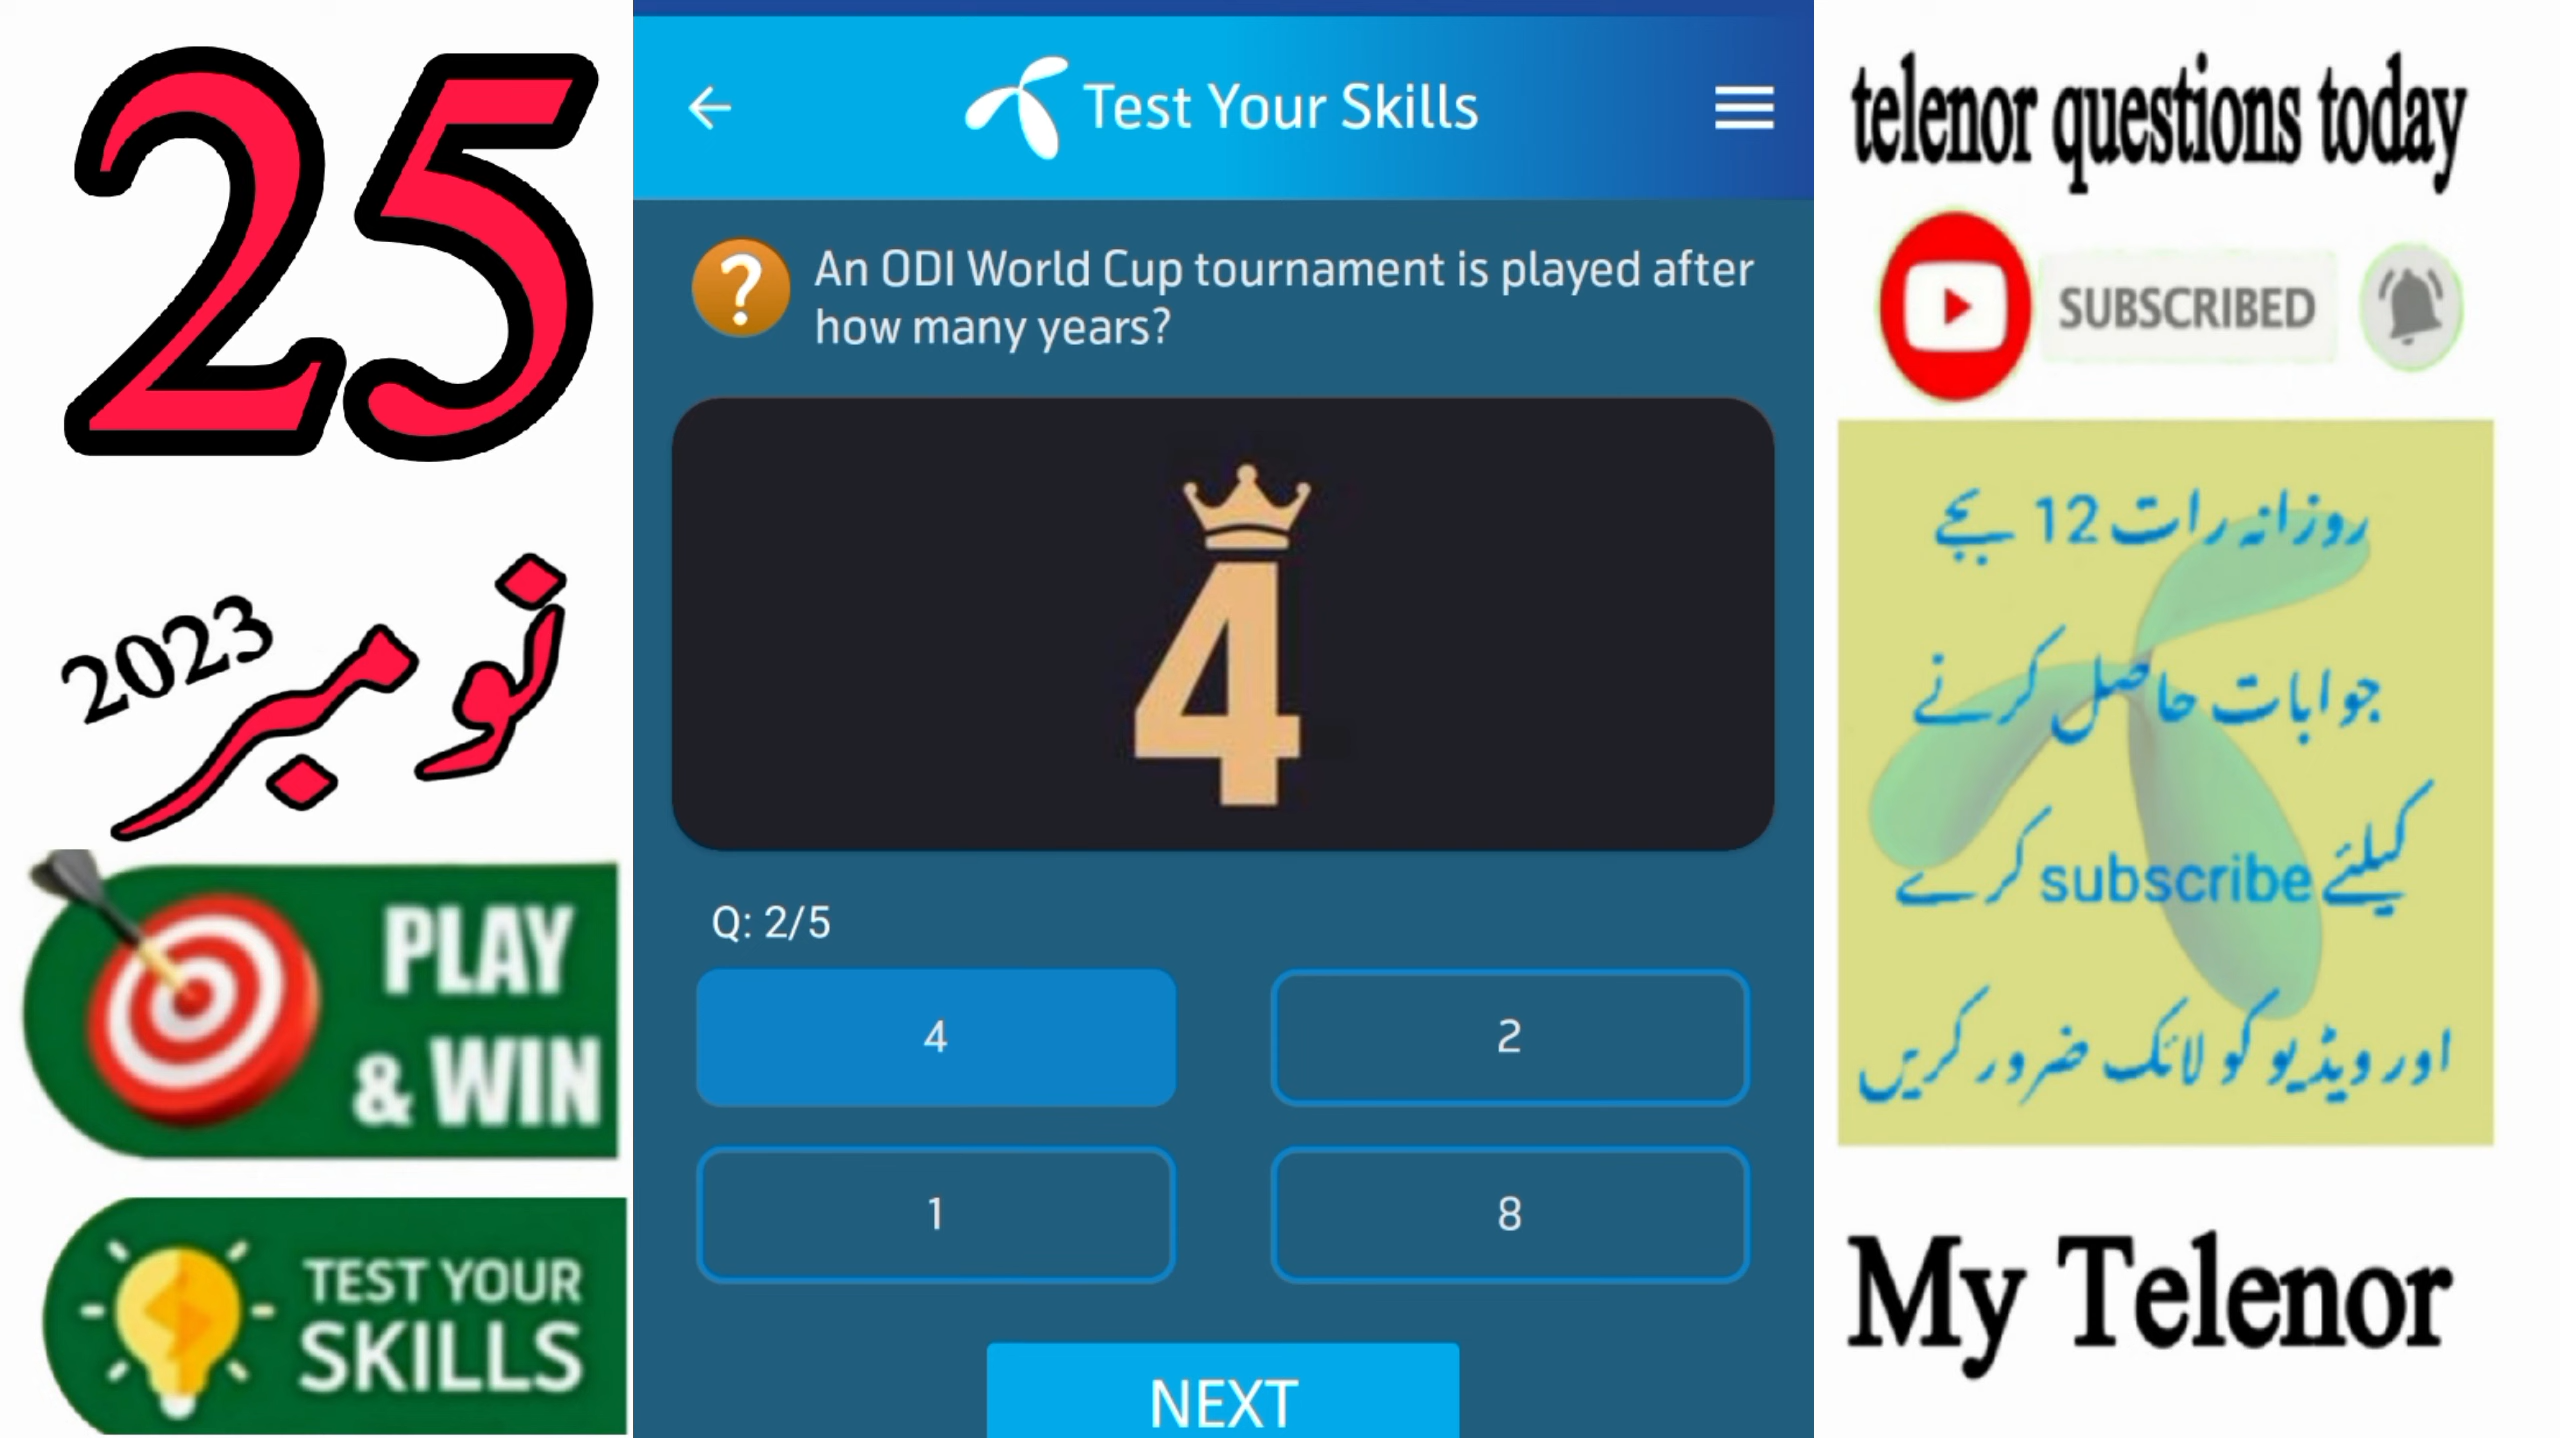 25
نومبر
2023
PLAY
& WIN
TEST YOUR
SKILLS
Test Your Skills
?
An ODI World Cup tournament is played after
how many years?
4
Q: 2/5
4
2
1
8
NEXT
telenor questions today
SUBSCRIBED
روزانہ رات 12 بجے
جوابات حاصل کرنے
کیلئے subscribe کرے
اور ویڈیو کو لائک ضرور کریں
My Telenor